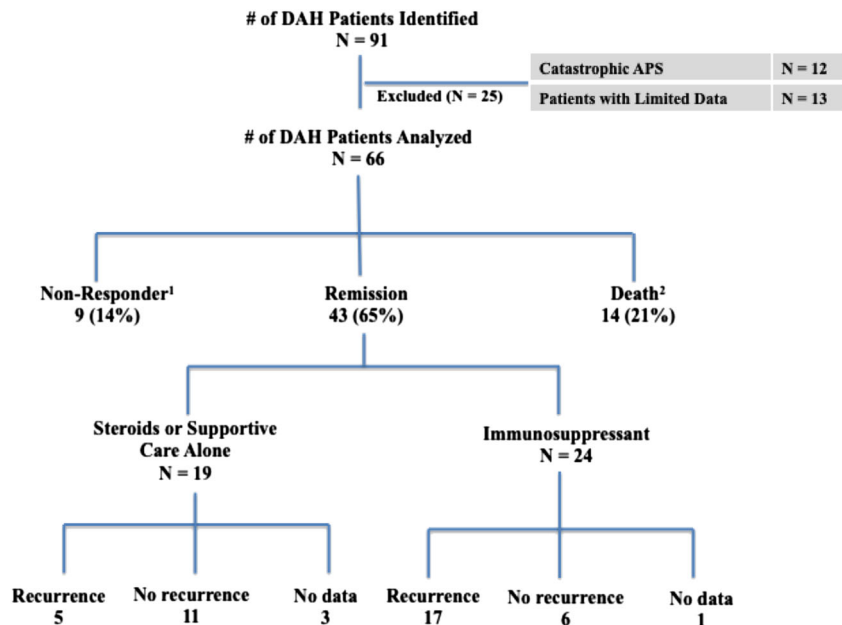 # of DAH Patients Identified
N = 91
Catastrophic APS N = 12
Excluded (N = 25)
Patients with Limited Data N = 13
# of DAH Patients Analyzed
N = 66
Non-Responder¹ Remission Death²
9 (14%) 43 (65%) 14 (21%)
Steroids or Supportive
Care Alone
N = 19
Immunosuppressant
N = 24
Recurrence No recurrence No data Recurrence No recurrence No data
5 11 3 17 6 1